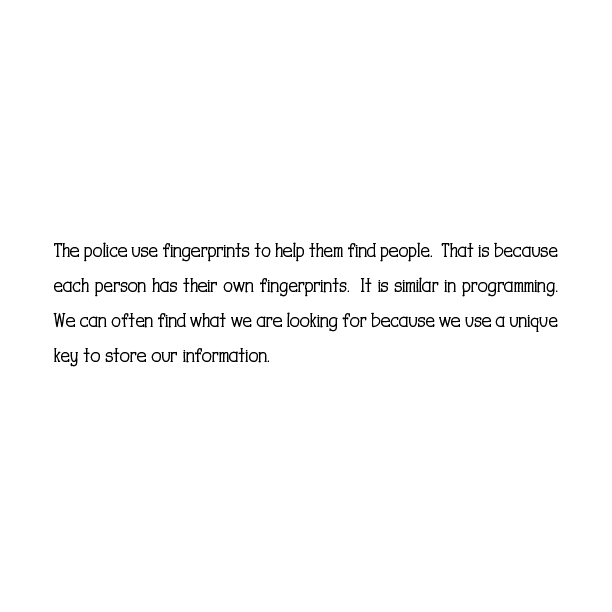 The police use fingerprints to help them find people.  That is because
each person has their own fingerprints.  It is similar in programming.
We can often find what we are looking for because we use a unique
key to store our information.